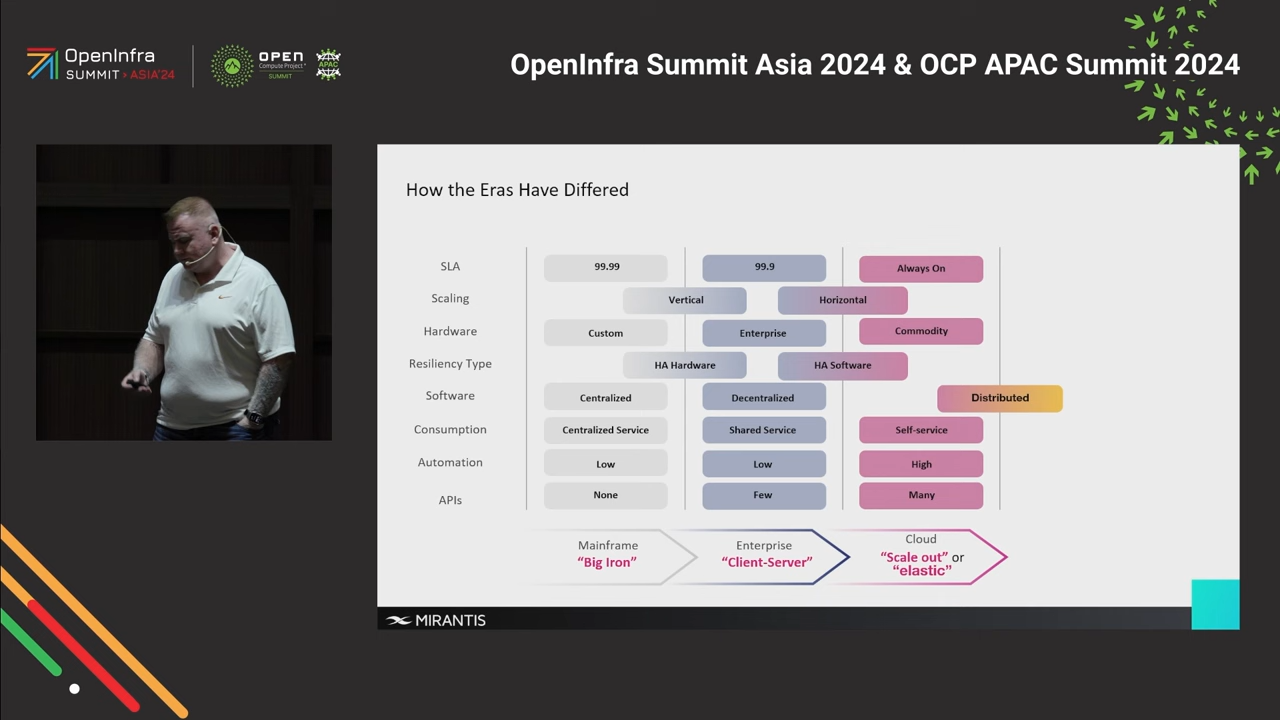 OpenInfra
SUMMIT › ASIA'24
OPEN
Compute Project®
SUMMIT
APAC
OpenInfra Summit Asia 2024 & OCP APAC Summit 2024
How the Eras Have Differed
SLA 99.99 99.9 Always On
Scaling Vertical Horizontal
Hardware Custom Enterprise Commodity
Resiliency Type HA Hardware HA Software
Software Centralized Decentralized Distributed
Consumption Centralized Service Shared Service Self-service
Automation Low Low High
APIs None Few Many
Mainframe
“Big Iron”
Enterprise
“Client-Server”
Cloud
“Scale out” or
“elastic”
MIRANTIS